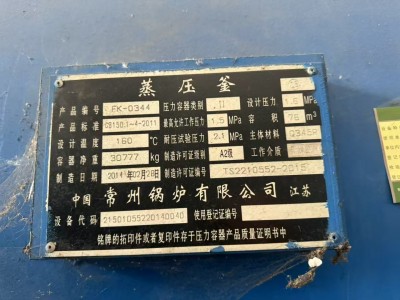 蒸压釜
产品编号 FK-0344 压力容器类别 II 设计压力 1.6 MPa
产品标准 GB150.1-4-2011 最高允许工作压力 1.5 MPa 容积 76 m³
设计温度 180 ℃ 耐压试验压力 2.1 MPa 主体材料 Q345R
容器净重 30777 kg 制造许可证级别 A2级 工作介质
制造日期 2014年02月28日 制造许可证编号 TS2210552-2015
中国 常州锅炉有限公司 江苏
设备代码 21501055220140040 使用登记证编号
铭牌的拓印件或者复印件存于压力容器产品质量证明书中